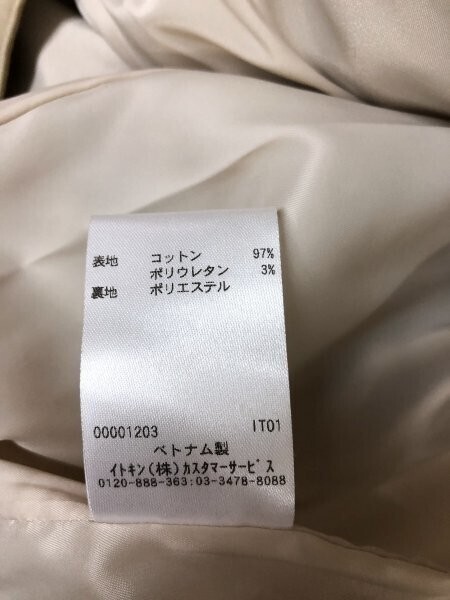 表地 コットン 97%
ポリウレタン 3%
裏地 ポリエステル
00001203 IT01
ベトナム製
イトキン(株)カスタマーサービス
0120-888-363:03-3478-8088